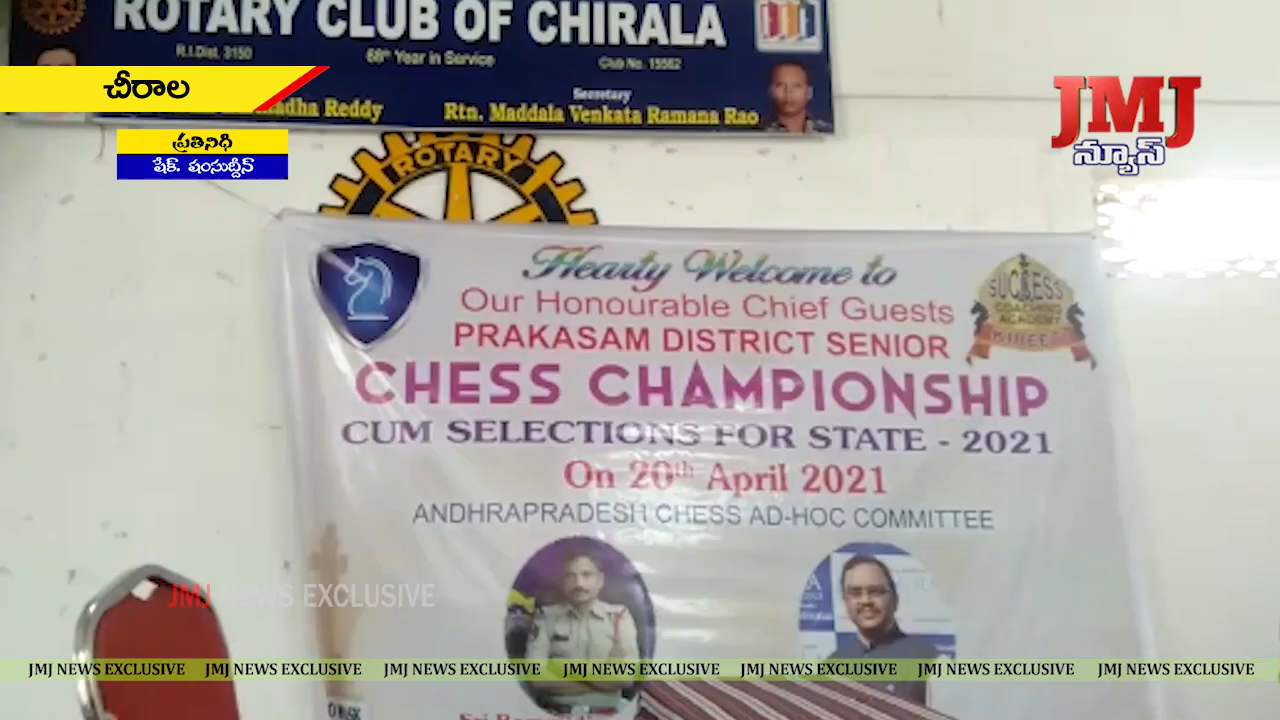 ROTARY CLUB OF CHIRALA
R.I.Dist. 3150 66th Year in Service Club No. 15562
Secretary
Reddy Rtn. Maddala Venkata Ramana Rao
చీరాల
ప్రతినిధి
షేక్. షంసుద్దీన్
JMJ
న్యూస్
ROTARY
Hearty Welcome to
Our Honourable Chief Guests
PRAKASAM DISTRICT SENIOR
CHESS CHAMPIONSHIP
CUM SELECTIONS FOR STATE - 2021
On 20th April 2021
ANDHRAPRADESH CHESS AD-HOC COMMITTEE
SUCCESS
JMJ NEWS EXCLUSIVE
JMJ NEWS EXCLUSIVE JMJ NEWS EXCLUSIVE JMJ NEWS EXCLUSIVE JMJ NEWS EXCLUSIVE JMJ NEWS EXCLUSIVE JMJ NEWS EXCLUSIVE JMJ NEWS EXCLUSIVE